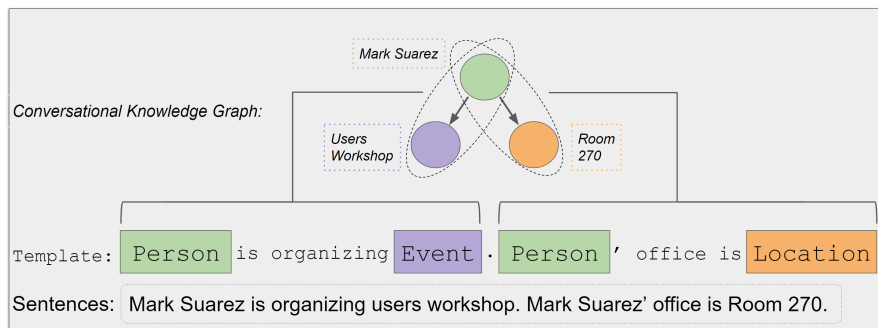 Mark Suarez
Conversational Knowledge Graph:
Users
Workshop
Room
270
Template: Person is organizing Event . Person ’ office is Location
Sentences: Mark Suarez is organizing users workshop. Mark Suarez’ office is Room 270.